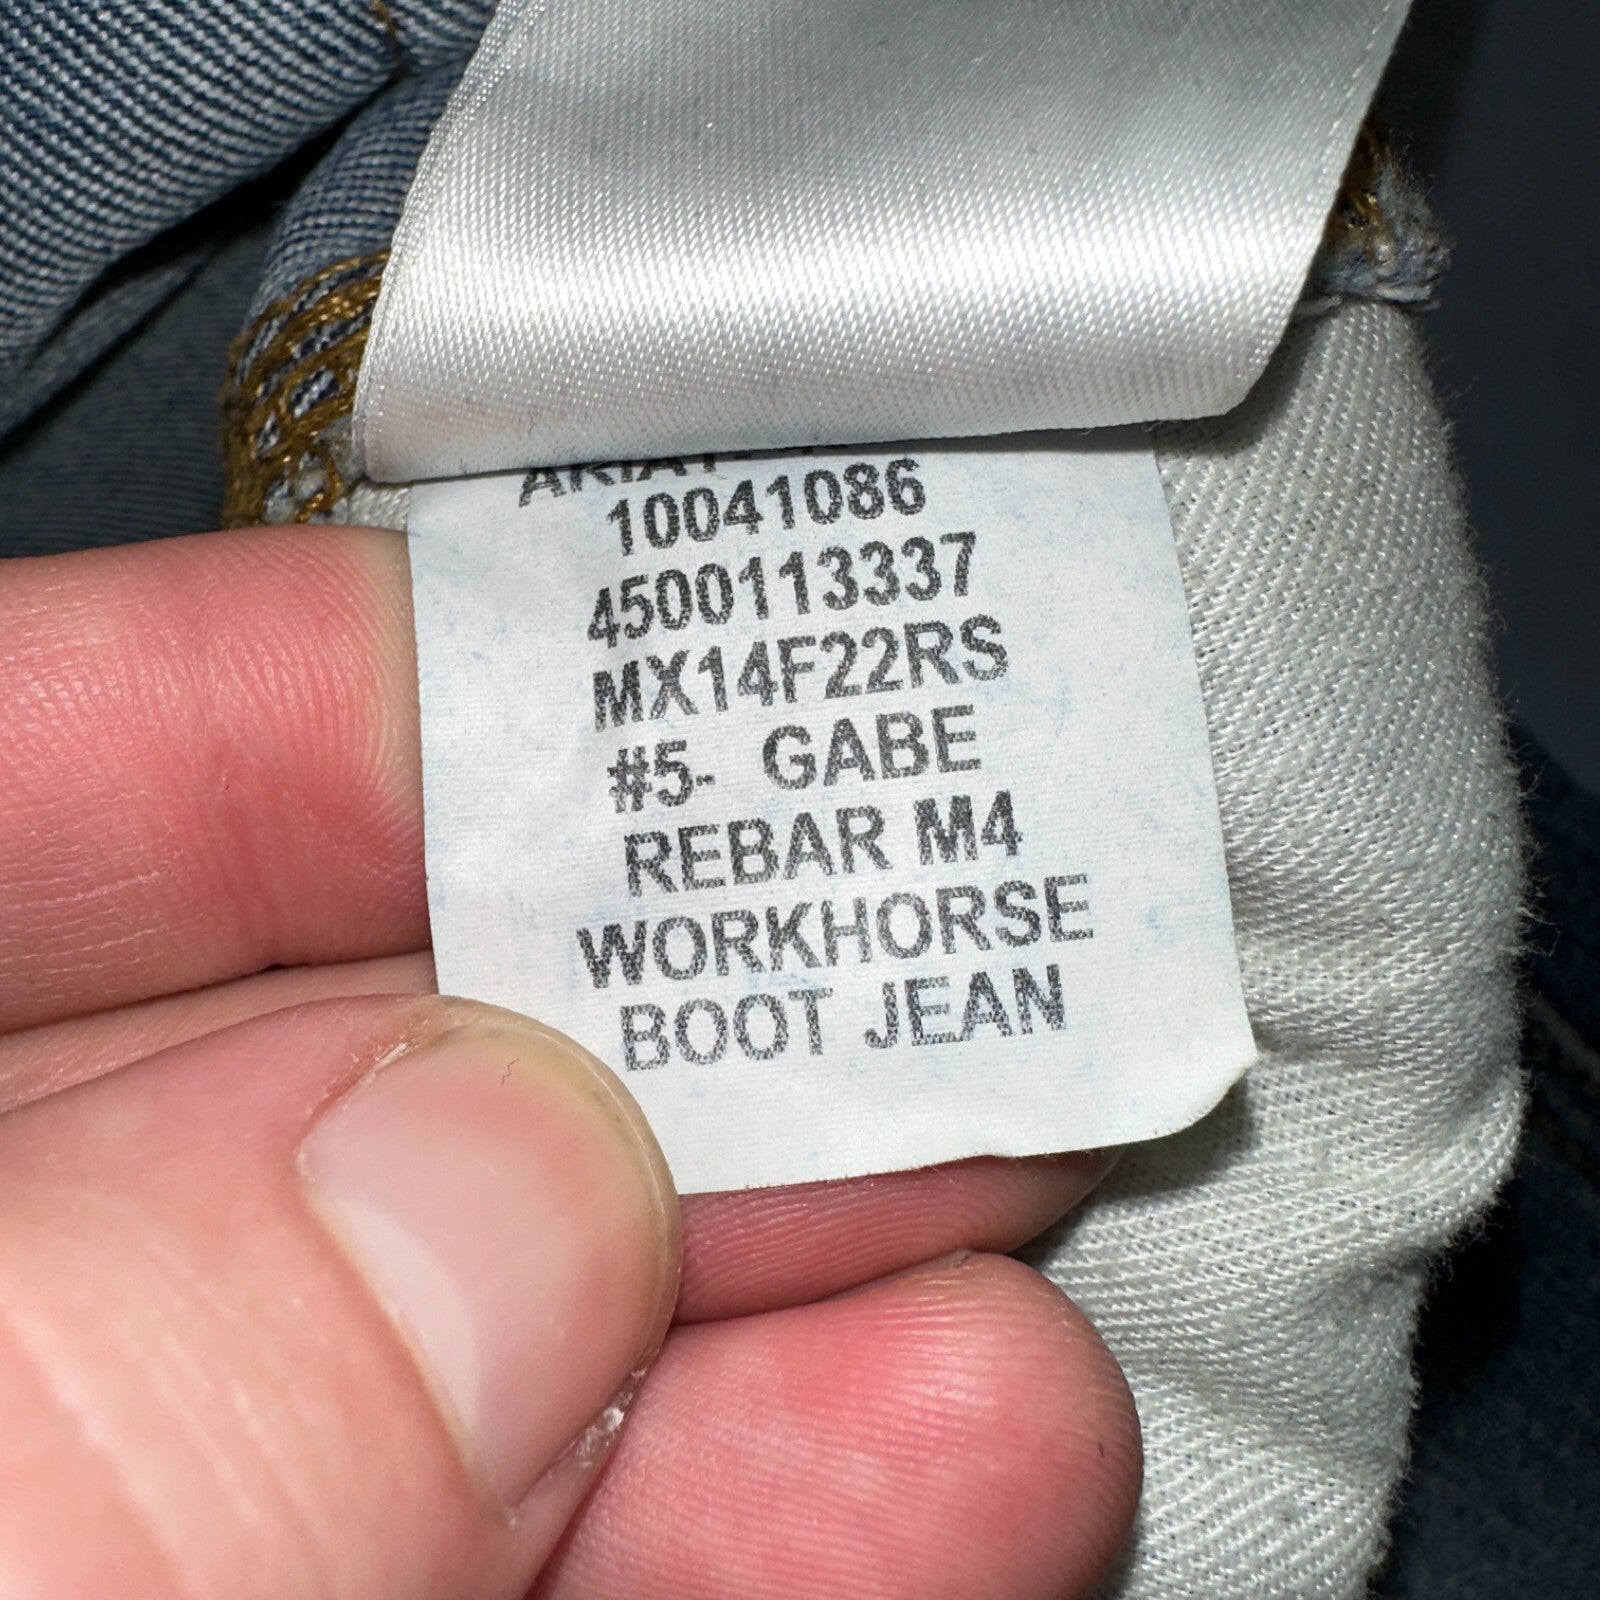 10041086
4500113337
MX14F22RS
#5- GABE
REBAR M4
WORKHORSE
BOOT JEAN